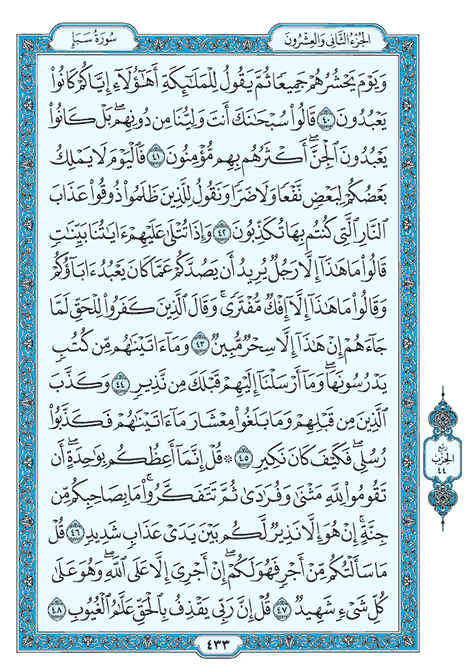 الجزء الثاني والعشرون
سورة سبإ
وَيَوْمَ يَحْشُرُهُمْ جَمِيعًا ثُمَّ يَقُولُ لِلْمَلَٰٓئِكَةِ أَهَٰٓؤُلَآءِ إِيَّاكُمْ كَانُوا۟
يَعْبُدُونَ ٤٠ قَالُوا۟ سُبْحَٰنَكَ أَنتَ وَلِيُّنَا مِن دُونِهِم ۖ بَلْ كَانُوا۟
يَعْبُدُونَ ٱلْجِنَّ ۖ أَكْثَرُهُم بِهِم مُّؤْمِنُونَ ٤١ فَٱلْيَوْمَ لَا يَمْلِكُ
بَعْضُكُمْ لِبَعْضٍ نَّفْعًا وَلَا ضَرًّا وَنَقُولُ لِلَّذِينَ ظَلَمُوا۟ ذُوقُوا۟ عَذَابَ
ٱلنَّارِ ٱلَّتِى كُنتُم بِهَا تُكَذِّبُونَ ٤٢ وَإِذَا تُتْلَىٰ عَلَيْهِمْ ءَايَٰتُنَا بَيِّنَٰتٍ
قَالُوا۟ مَا هَٰذَآ إِلَّا رَجُلٌ يُرِيدُ أَن يَصُدَّكُمْ عَمَّا كَانَ يَعْبُدُ ءَابَآؤُكُمْ
وَقَالُوا۟ مَا هَٰذَآ إِلَّآ إِفْكٌ مُّفْتَرًى ۚ وَقَالَ ٱلَّذِينَ كَفَرُوا۟ لِلْحَقِّ لَمَّا
جَآءَهُمْ إِنْ هَٰذَآ إِلَّا سِحْرٌ مُّبِينٌ ٤٣ وَمَآ ءَاتَيْنَٰهُم مِّن كُتُبٍ
يَدْرُسُونَهَا ۖ وَمَآ أَرْسَلْنَآ إِلَيْهِمْ قَبْلَكَ مِن نَّذِيرٍ ٤٤ وَكَذَّبَ
ٱلَّذِينَ مِن قَبْلِهِمْ وَمَا بَلَغُوا۟ مِعْشَارَ مَآ ءَاتَيْنَٰهُمْ فَكَذَّبُوا۟
رُسُلِى ۖ فَكَيْفَ كَانَ نَكِيرِ ٤٥ ۞ قُلْ إِنَّمَآ أَعِظُكُم بِوَٰحِدَةٍ ۖ أَن
تَقُومُوا۟ لِلَّهِ مَثْنَىٰ وَفُرَٰدَىٰ ثُمَّ تَتَفَكَّرُوا۟ ۚ مَا بِصَاحِبِكُم مِّن
جِنَّةٍ ۚ إِنْ هُوَ إِلَّا نَذِيرٌ لَّكُم بَيْنَ يَدَىْ عَذَابٍ شَدِيدٍ ٤٦ قُلْ
مَا سَأَلْتُكُم مِّنْ أَجْرٍ فَهُوَ لَكُمْ ۖ إِنْ أَجْرِىَ إِلَّا عَلَى ٱللَّهِ ۖ وَهُوَ عَلَىٰ
كُلِّ شَىْءٍ شَهِيدٌ ٤٧ قُلْ إِنَّ رَبِّى يَقْذِفُ بِٱلْحَقِّ عَلَّٰمُ ٱلْغُيُوبِ ٤٨
ربع
الحزب
٤٤
٤٣٣